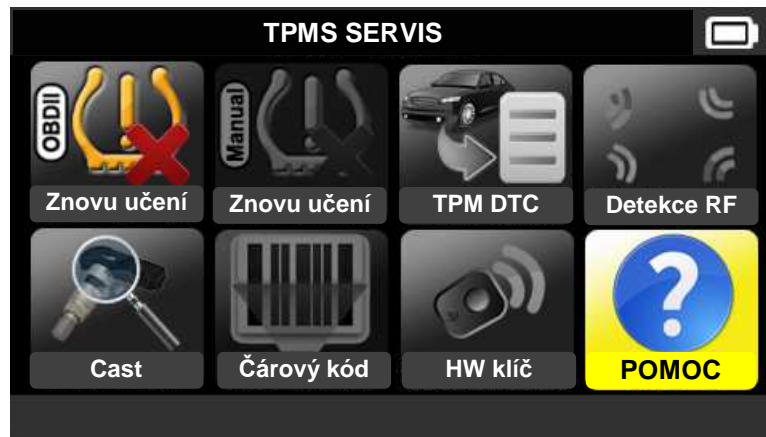 TPMS SERVIS
OBDII
Znovu učení
Manual
Znovu učení
TPM DTC
Detekce RF
Cast
Čárový kód
HW klíč
POMOC